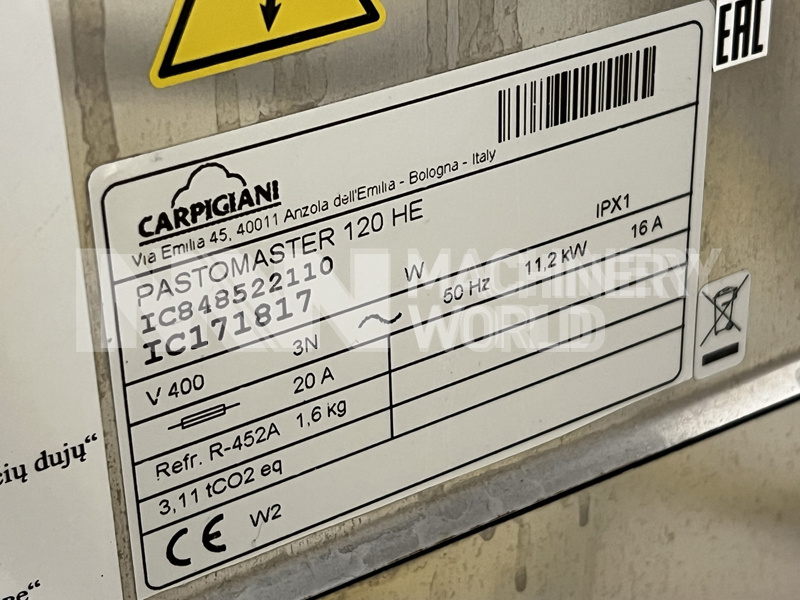 EAC
CARPIGIANI
Via Emilia 45, 40011 Anzola dell'Emilia - Bologna - Italy
PASTOMASTER 120 HE
IPX1
IC848522110
W
IC171817
MACHINERY
WORLD
V 400 3N 50 Hz 11,2 kW 16 A
20 A
Refr. R-452A 1,6 kg
3,11 tCO2 eq
CE W2
dujų“